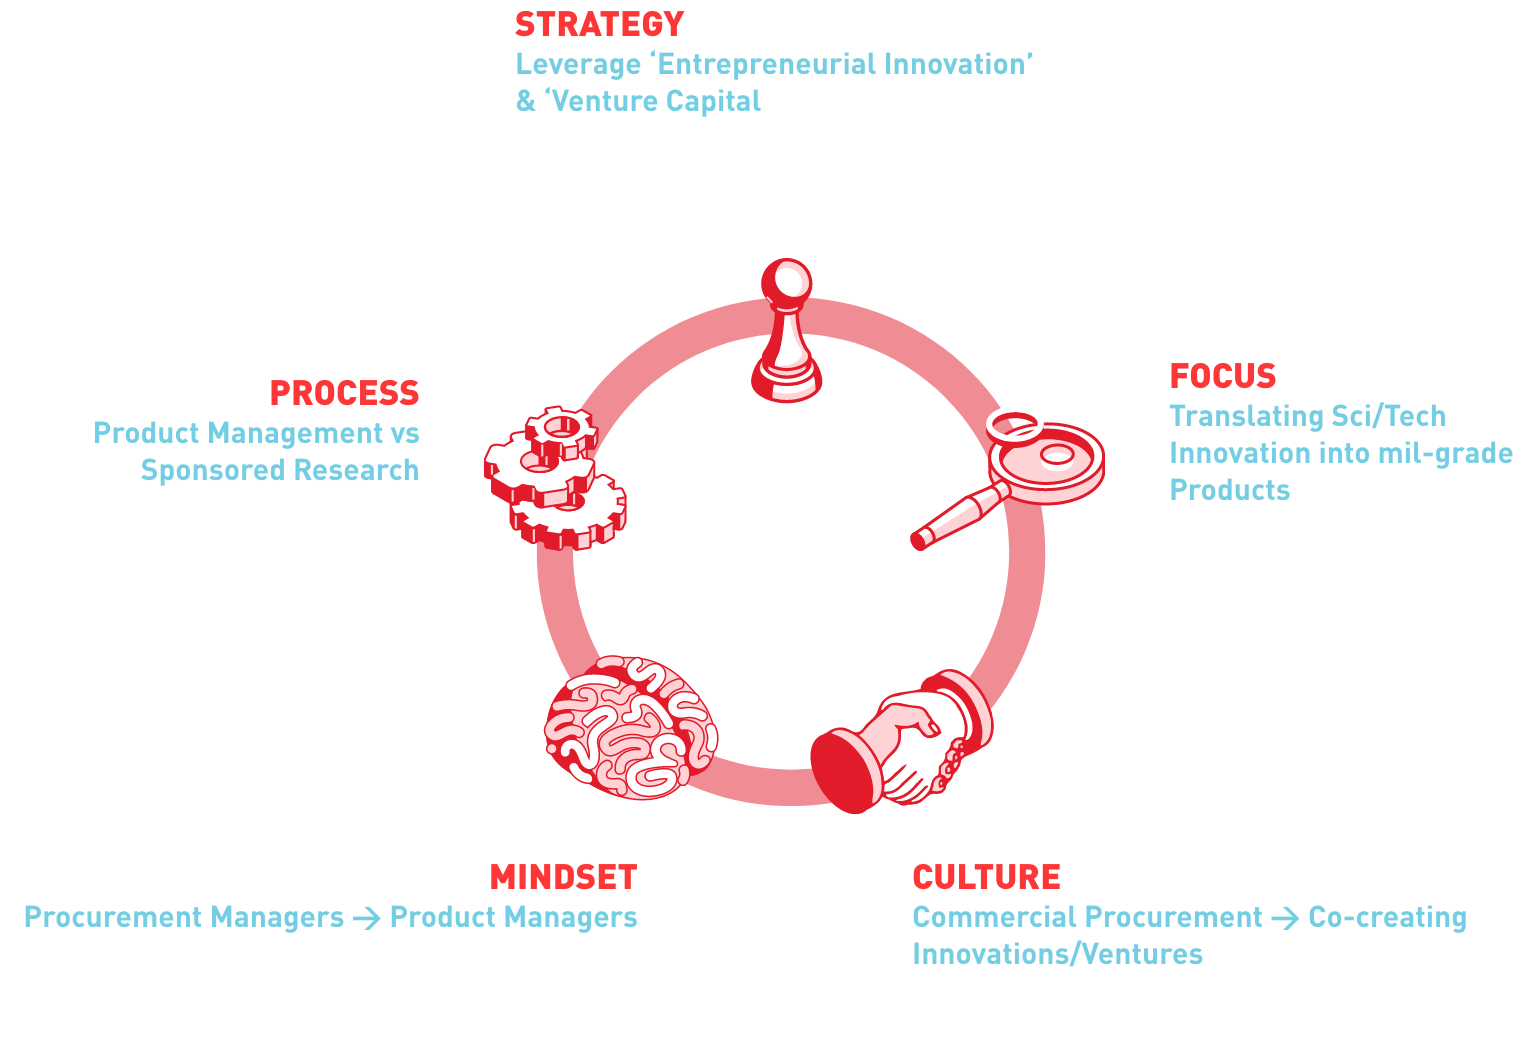 STRATEGY
Leverage ‘Entrepreneurial Innovation’
& ‘Venture Capital
FOCUS
Translating Sci/Tech
Innovation into mil-grade
Products
CULTURE
Commercial Procurement → Co-creating
Innovations/Ventures
MINDSET
Procurement Managers → Product Managers
PROCESS
Product Management vs
Sponsored Research